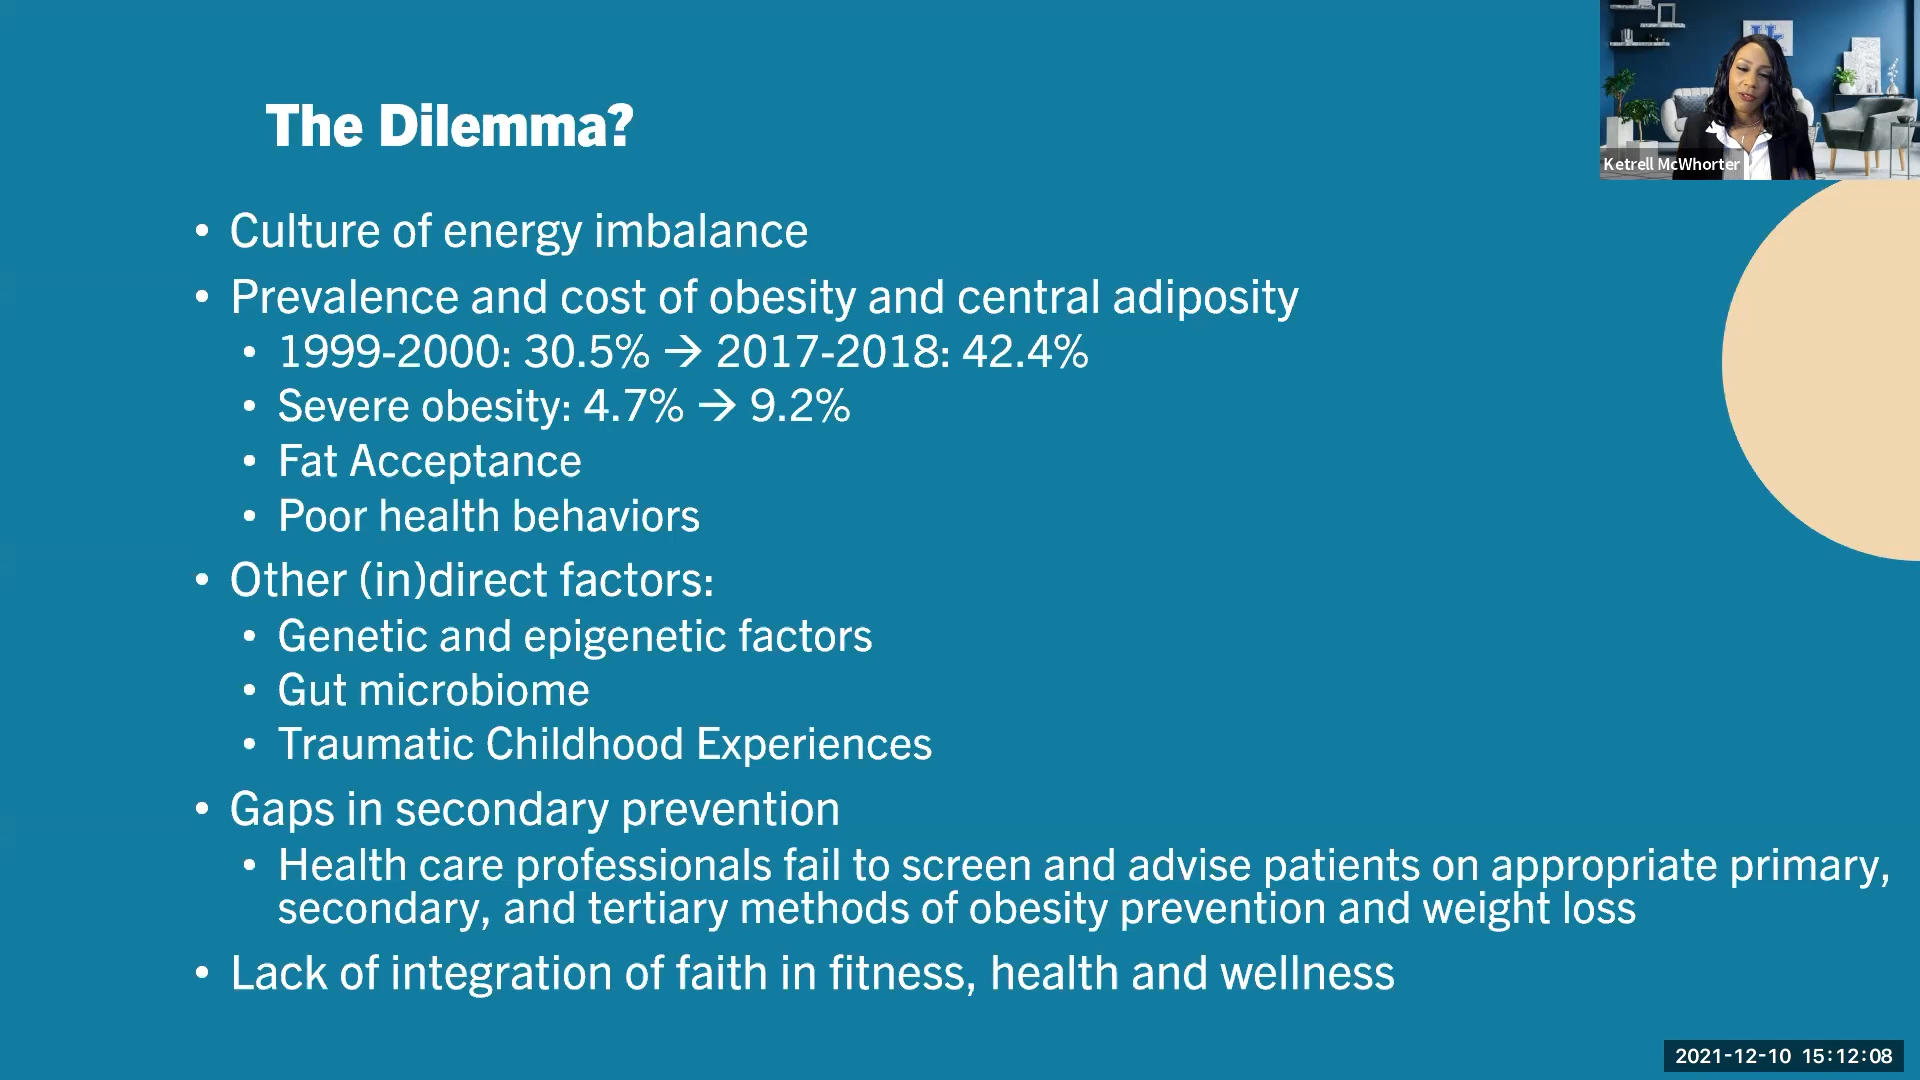 The Dilemma?
• Culture of energy imbalance
• Prevalence and cost of obesity and central adiposity
• 1999-2000: 30.5% → 2017-2018: 42.4%
• Severe obesity: 4.7% → 9.2%
• Fat Acceptance
• Poor health behaviors
• Other (in)direct factors:
• Genetic and epigenetic factors
• Gut microbiome
• Traumatic Childhood Experiences
• Gaps in secondary prevention
• Health care professionals fail to screen and advise patients on appropriate primary,
secondary, and tertiary methods of obesity prevention and weight loss
• Lack of integration of faith in fitness, health and wellness
Ketrell McWhorter
2021-12-10 15:12:08